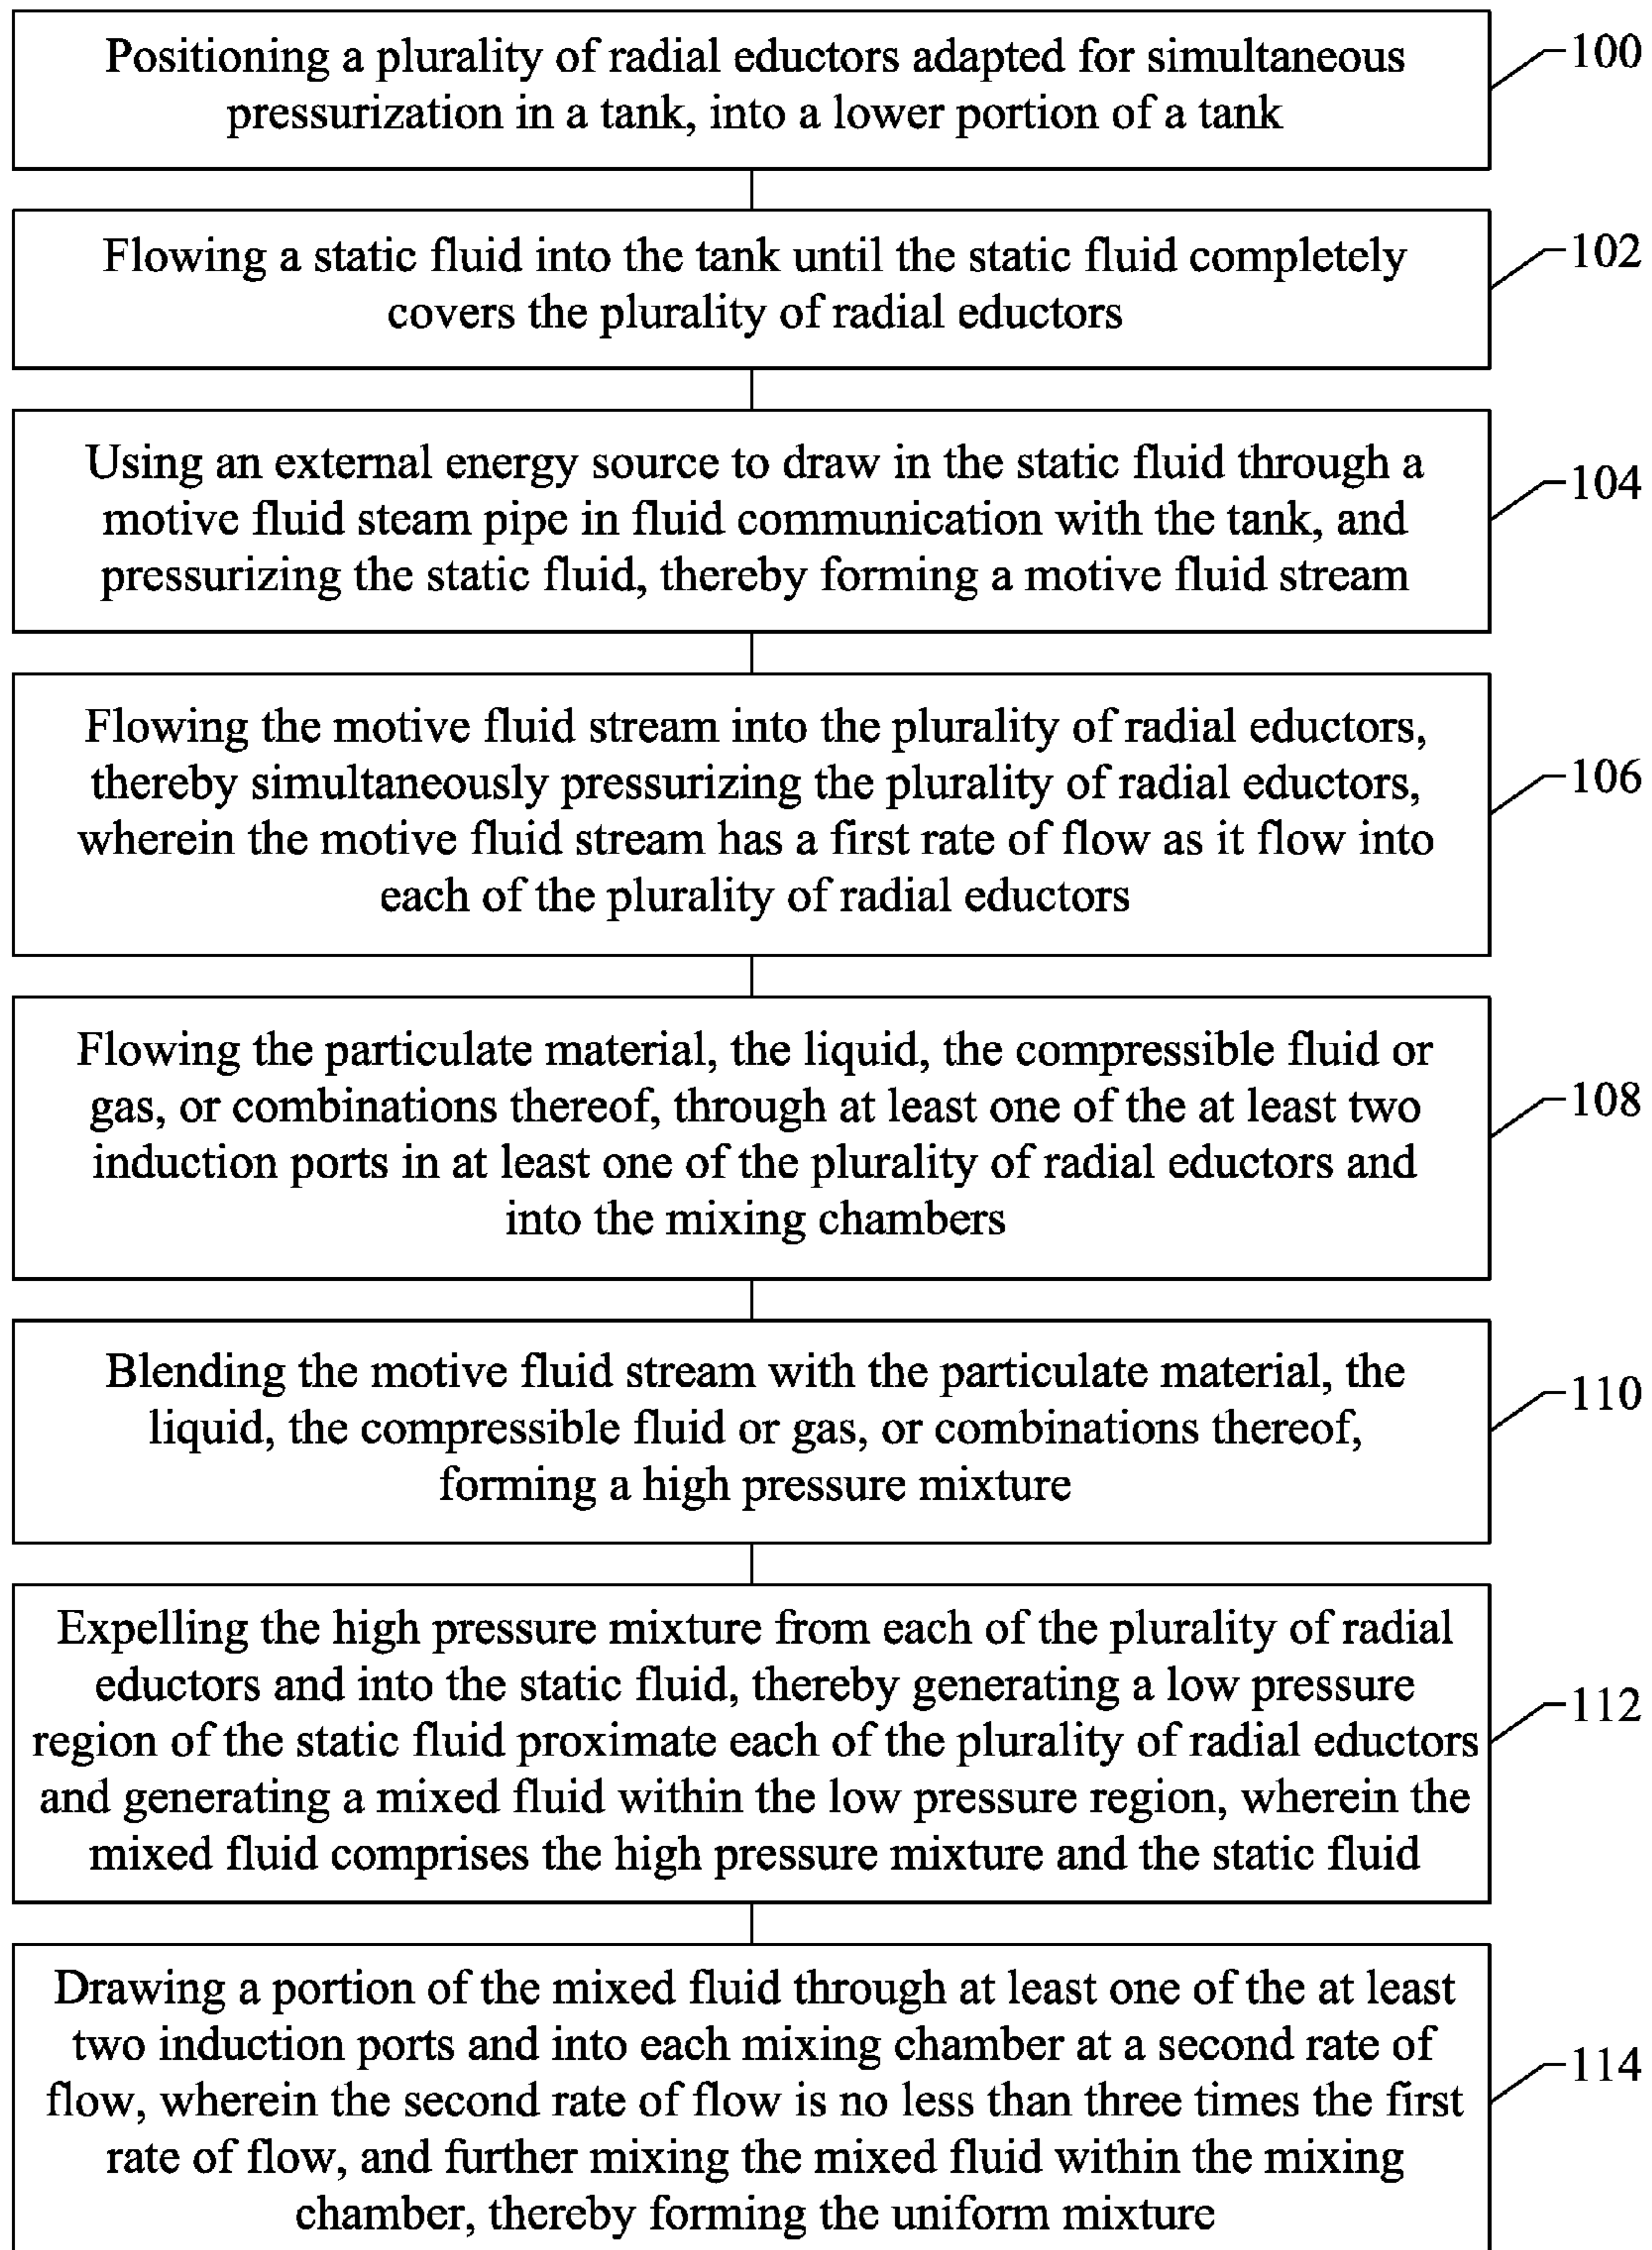 Positioning a plurality of radial eductors adapted for simultaneous
pressurization in a tank, into a lower portion of a tank
100
Flowing a static fluid into the tank until the static fluid completely
covers the plurality of radial eductors
102
Using an external energy source to draw in the static fluid through a
motive fluid steam pipe in fluid communication with the tank, and
pressurizing the static fluid, thereby forming a motive fluid stream
104
Flowing the motive fluid stream into the plurality of radial eductors,
thereby simultaneously pressurizing the plurality of radial eductors,
wherein the motive fluid stream has a first rate of flow as it flow into
each of the plurality of radial eductors
106
Flowing the particulate material, the liquid, the compressible fluid or
gas, or combinations thereof, through at least one of the at least two
induction ports in at least one of the plurality of radial eductors and
into the mixing chambers
108
Blending the motive fluid stream with the particulate material, the
liquid, the compressible fluid or gas, or combinations thereof,
forming a high pressure mixture
110
Expelling the high pressure mixture from each of the plurality of radial
eductors and into the static fluid, thereby generating a low pressure
region of the static fluid proximate each of the plurality of radial eductors
and generating a mixed fluid within the low pressure region, wherein the
mixed fluid comprises the high pressure mixture and the static fluid
112
Drawing a portion of the mixed fluid through at least one of the at least
two induction ports and into each mixing chamber at a second rate of
flow, wherein the second rate of flow is no less than three times the first
rate of flow, and further mixing the mixed fluid within the mixing
chamber, thereby forming the uniform mixture
114